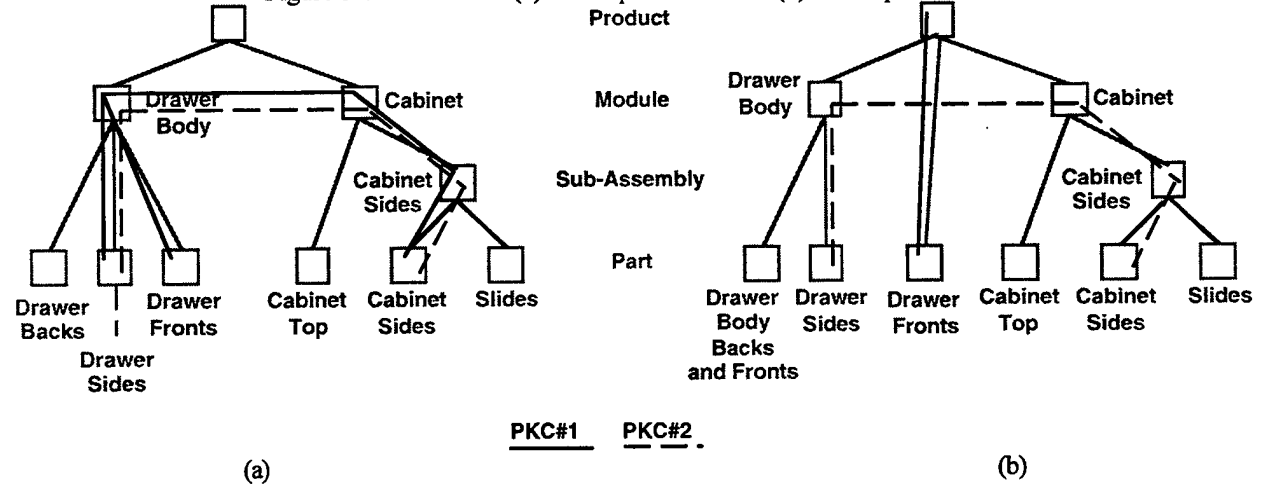 Product
Drawer
Body
Cabinet
Module
Drawer
Body
Cabinet
Cabinet
Sides
Sub-Assembly
Cabinet
Sides
Part
Drawer
Backs
Drawer
Fronts
Cabinet
Top
Cabinet
Sides
Slides
Drawer
Sides
Drawer
Body
Backs
and Fronts
Drawer
Sides
Drawer
Fronts
Cabinet
Top
Cabinet
Sides
Slides
PKC#1 PKC#2
(a) (b)